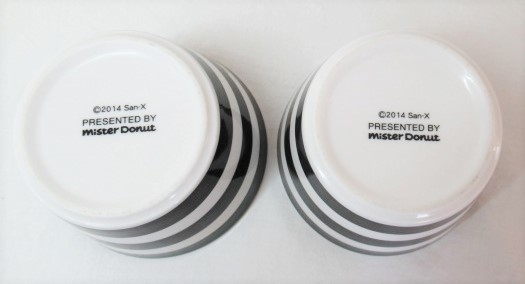 ©2014 San-X
PRESENTED BY
mister Donut
©2014 San-X
PRESENTED BY
mister Donut